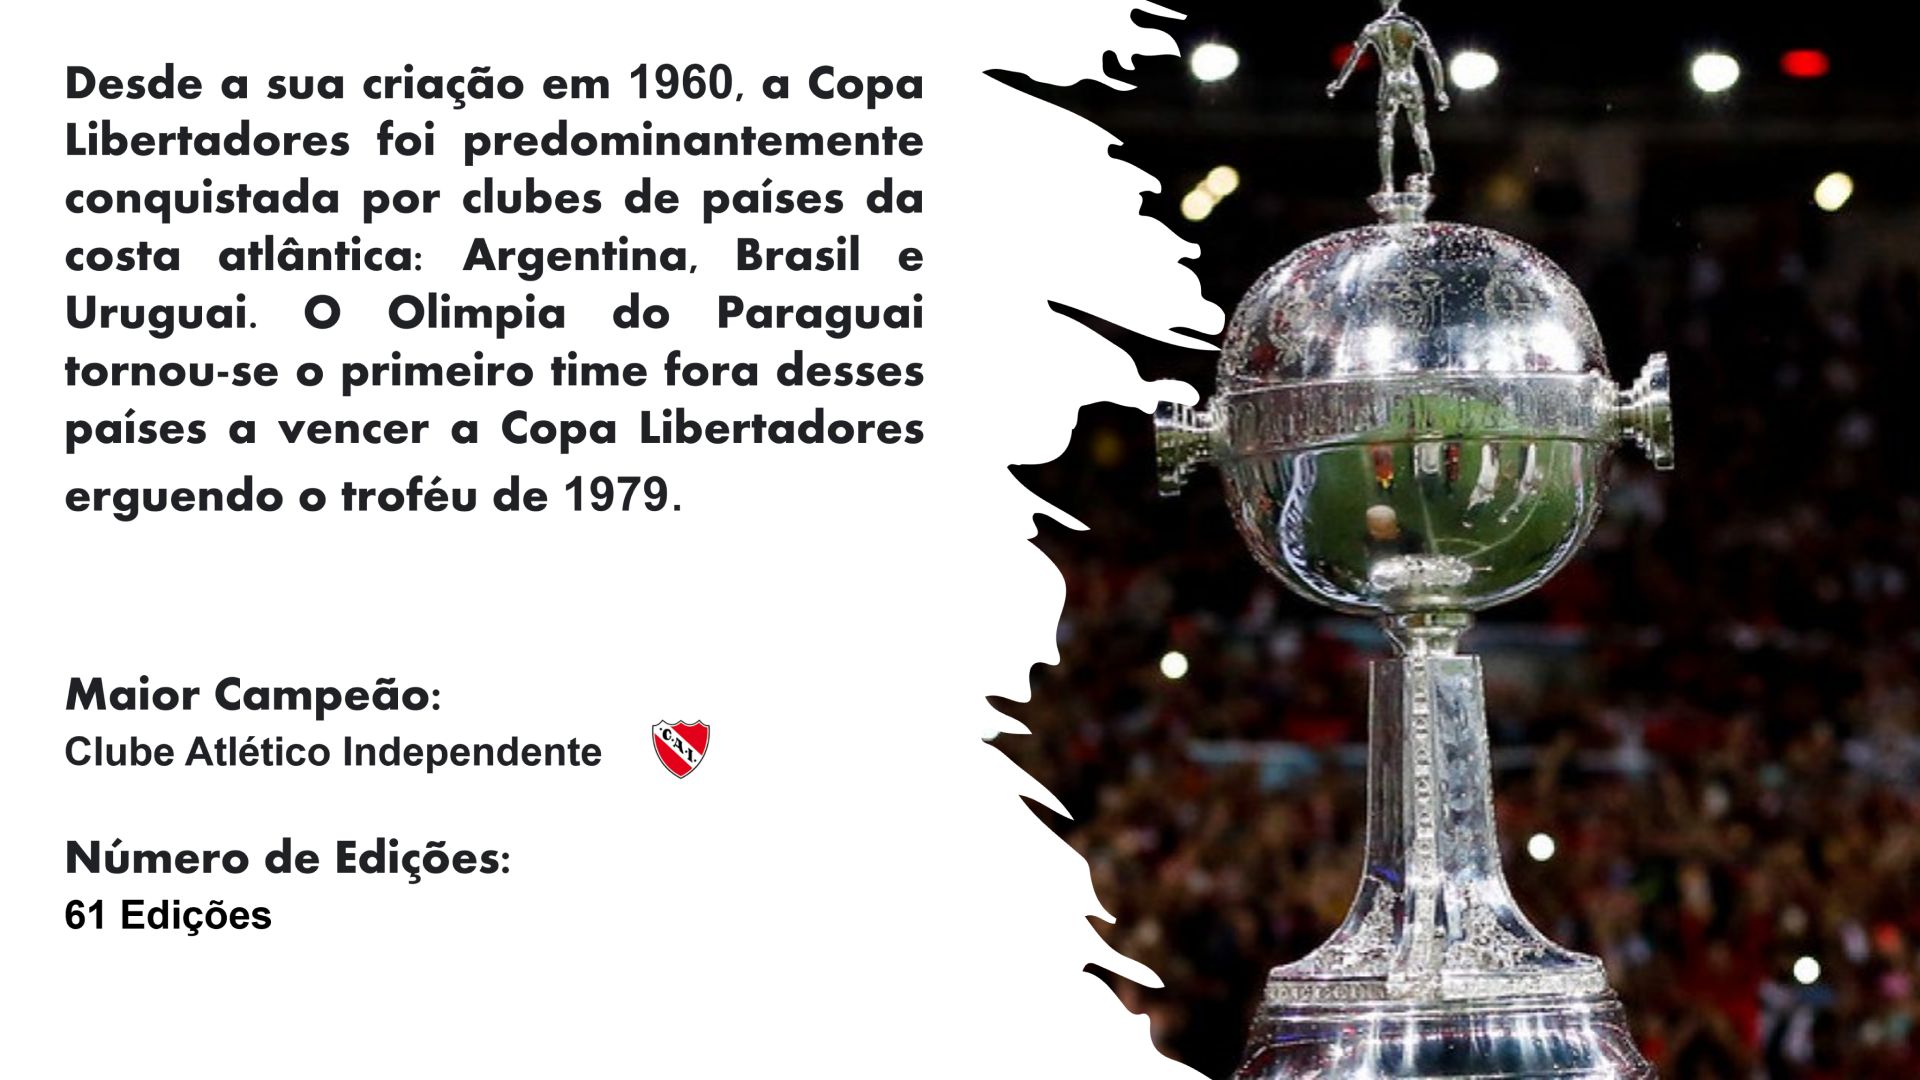 Desde a sua criação em 1960, a Copa
Libertadores foi predominantemente
conquistada por clubes de países da
costa atlântica: Argentina, Brasil e
Uruguai. O Olimpia do Paraguai
tornou-se o primeiro time fora desses
países a vencer a Copa Libertadores
erguendo o troféu de 1979.
Maior Campeão:
Clube Atlético Independente
C.A.I.
Número de Edições:
61 Edições